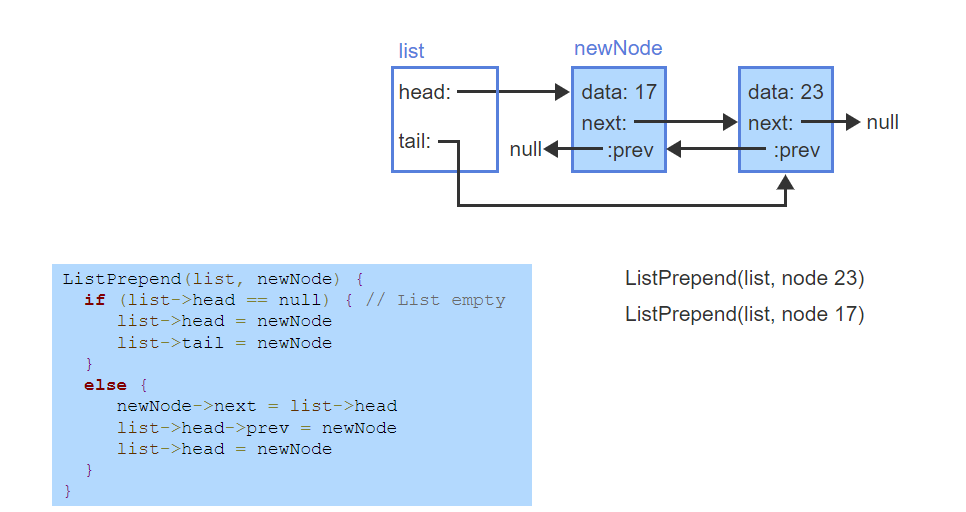 list
newNode
head:
data: 17
data: 23
next:
next:
null
tail:
null
:prev
:prev
ListPrepend(list, newNode) {
if (list->head == null) { // List empty
list->head = newNode
list->tail = newNode
}
else {
newNode->next = list->head
list->head->prev = newNode
list->head = newNode
}
}
ListPrepend(list, node 23)
ListPrepend(list, node 17)